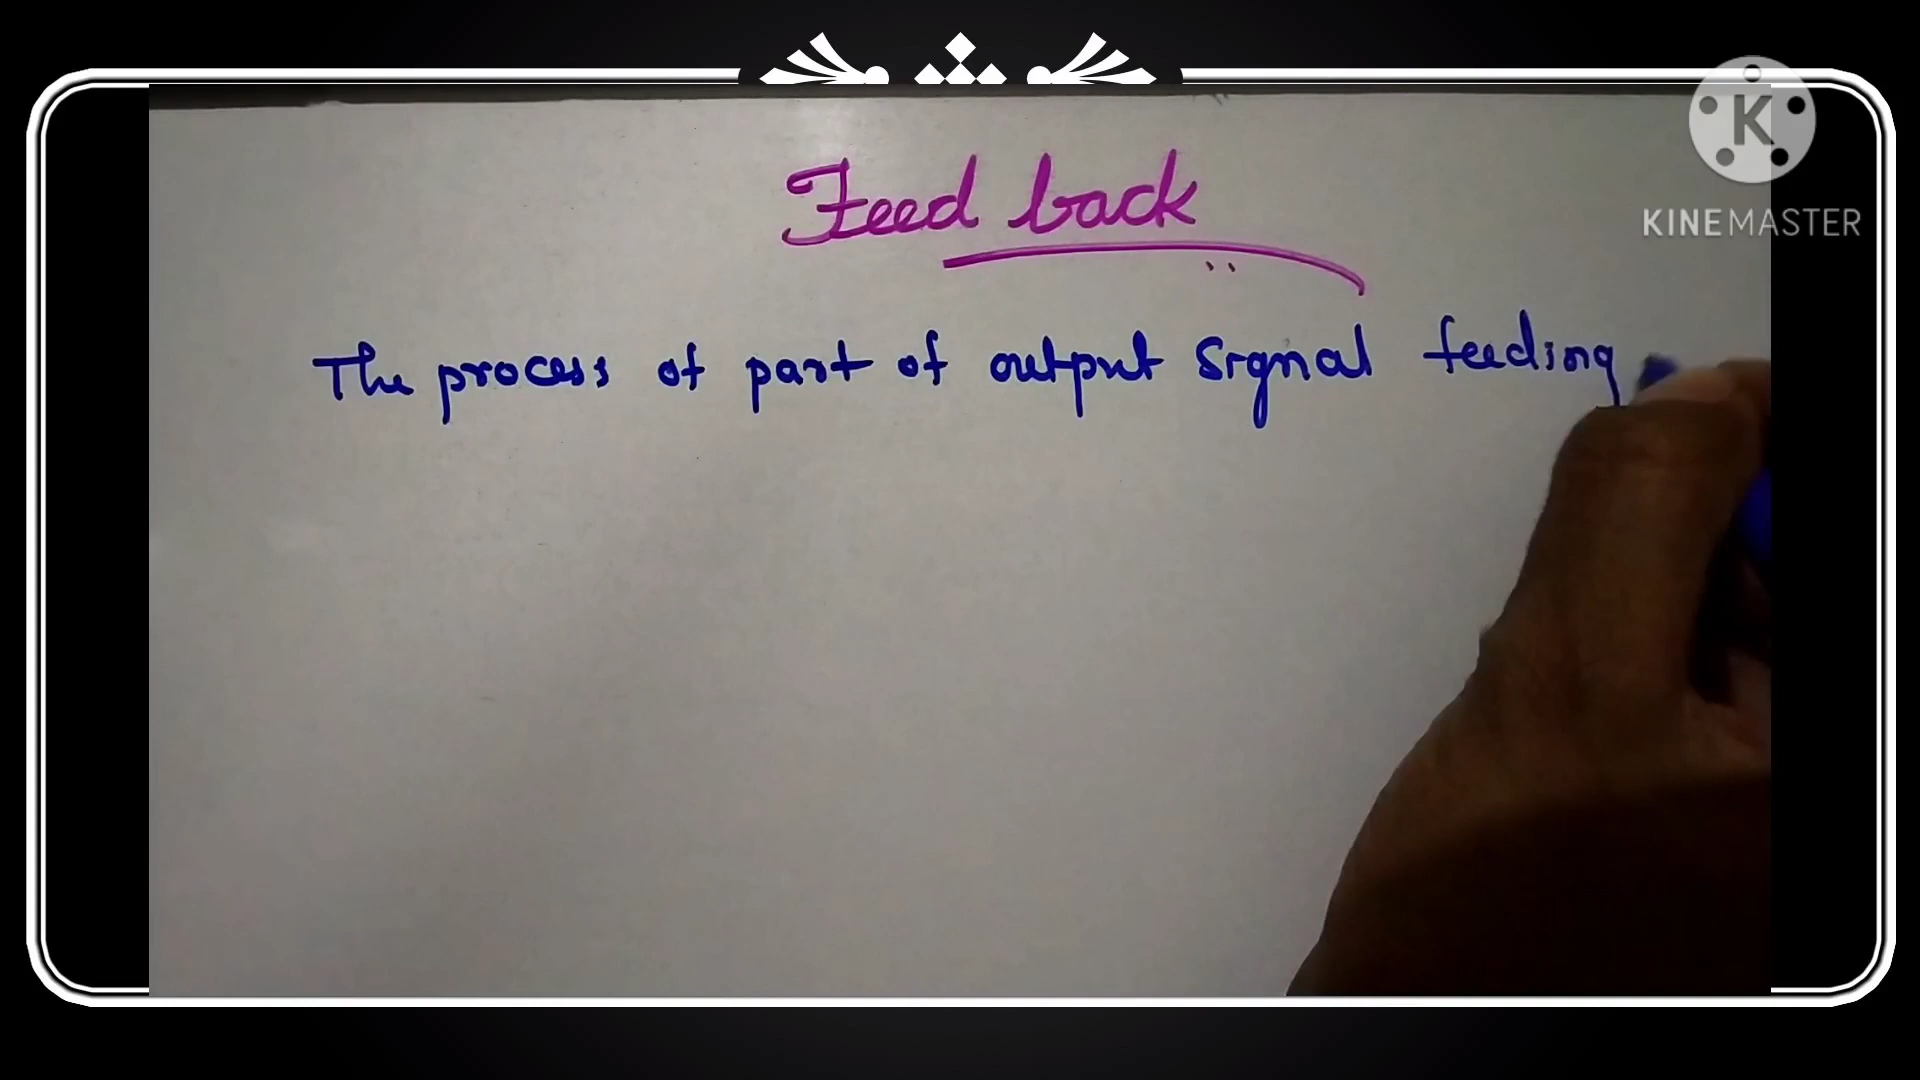 Feed back
K
KINEMASTER
The process of part of output Signal feeding